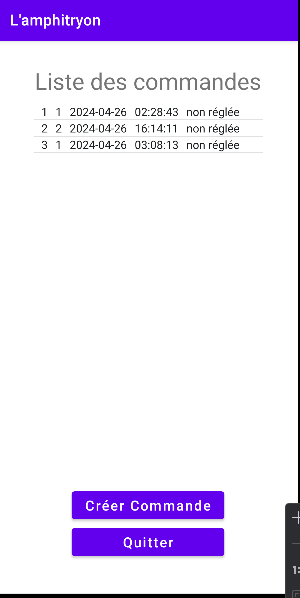 L'amphitryon
Liste des commandes
1 1 2024-04-26 02:28:43 non réglée
2 2 2024-04-26 16:14:11 non réglée
3 1 2024-04-26 03:08:13 non réglée
Créer Commande
Quitter